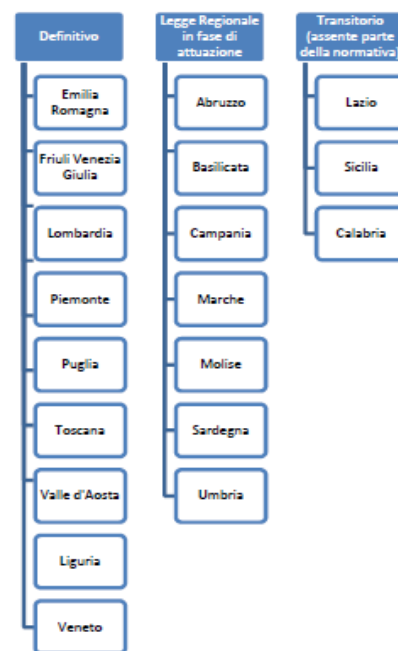 Definitivo
Emilia
Romagna
Friuli Venezia
Giulia
Lombardia
Piemonte
Puglia
Toscana
Valle d'Aosta
Liguria
Veneto
Legge Regionale
in fase di
attuazione
Abruzzo
Basilicata
Campania
Marche
Molise
Sardegna
Umbria
Transitorio
(assente parte
della normativa)
Lazio
Sicilia
Calabria